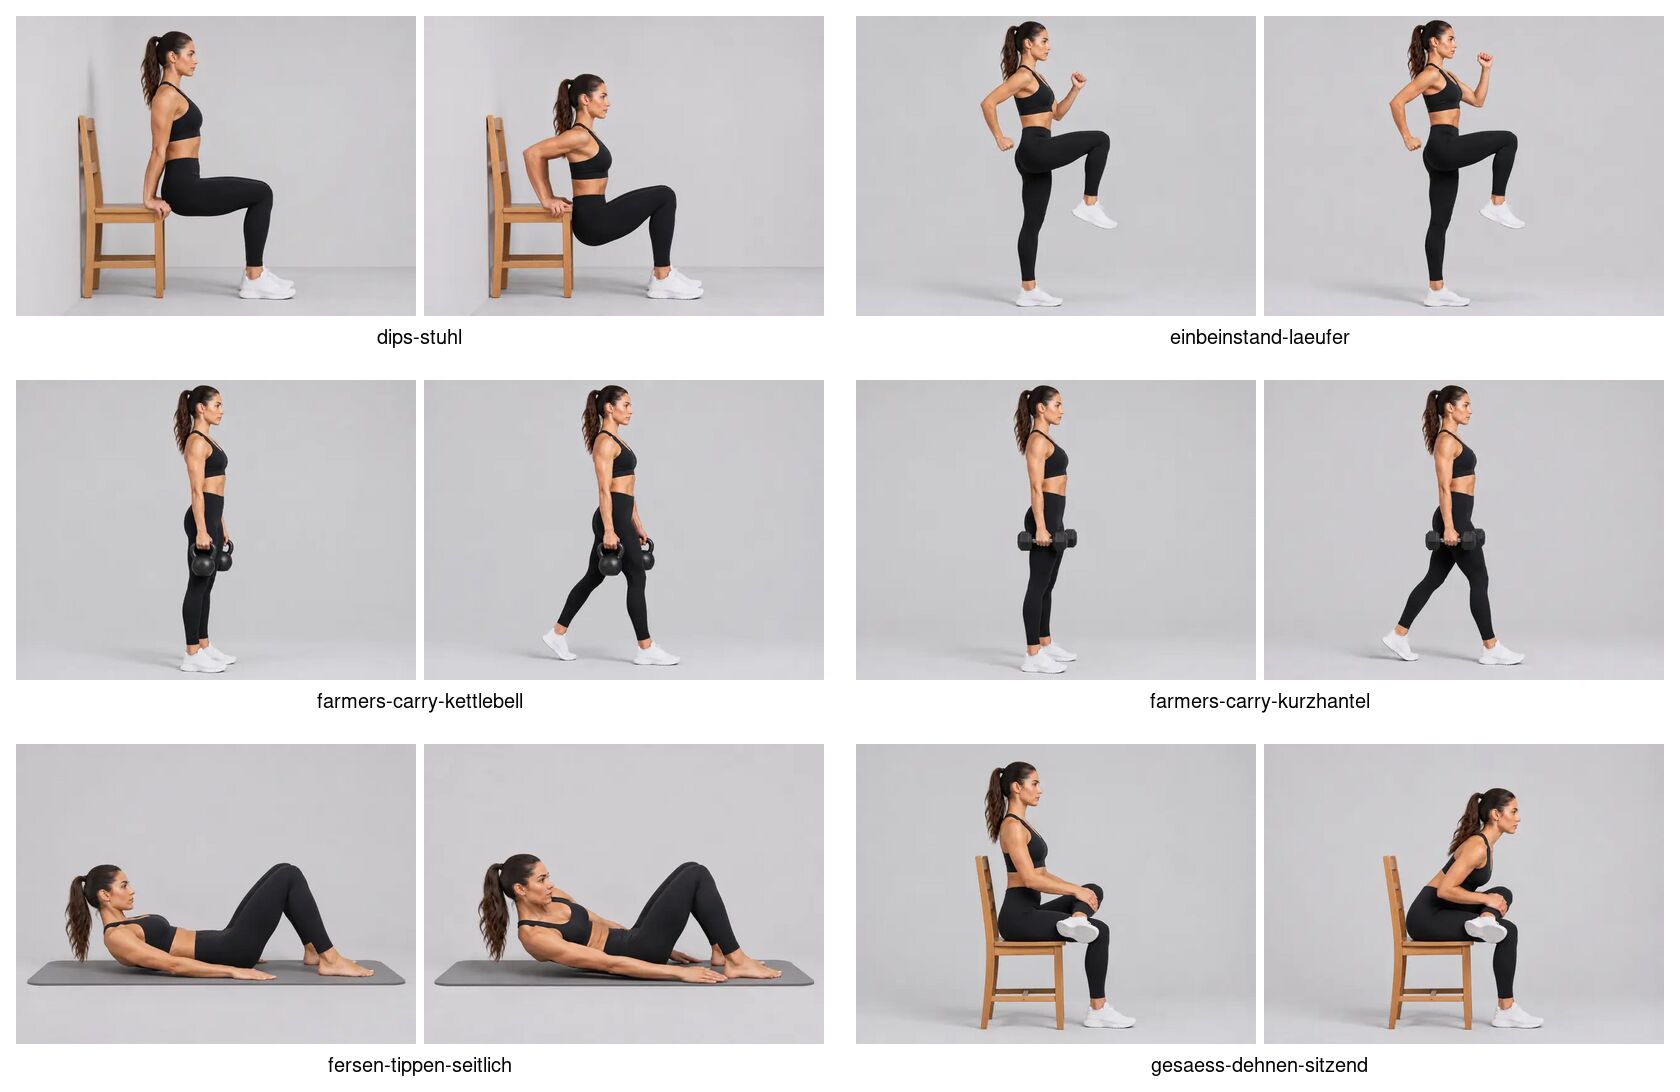 dips-stuhl
einbeinstand-laeufer
farmers-carry-kettlebell
farmers-carry-kurzhantel
fersen-tippen-seitlich
gesaess-dehnen-sitzend